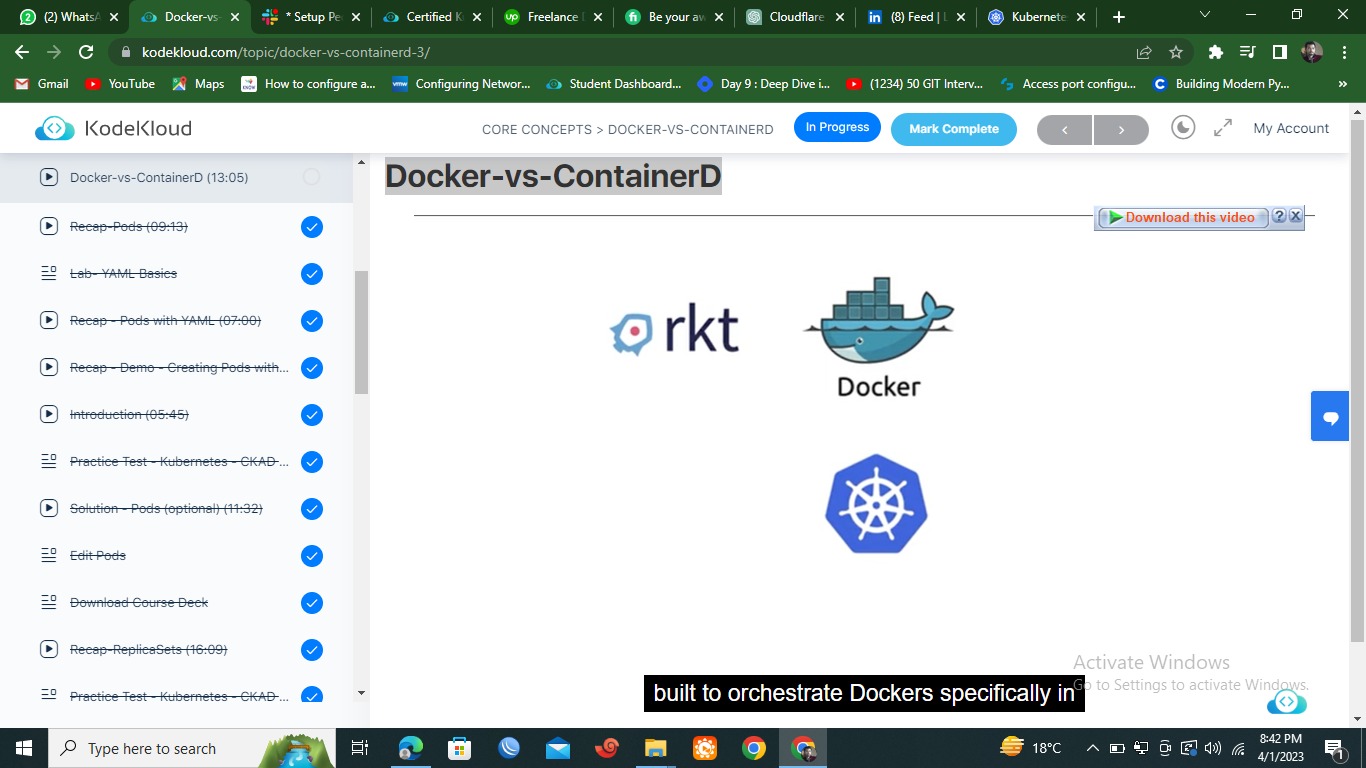 (2) WhatsA
Docker-vs-
* Setup Pe
Certified K
Freelance
Be your aw
Cloudflare
(8) Feed | L
Kubernete
kodekloud.com/topic/docker-vs-containerd-3/
Gmail
YouTube
Maps
How to configure a...
Configuring Networ...
Student Dashboard...
Day 9 : Deep Dive i...
(1234) 50 GIT Interv...
Access port configu...
Building Modern Py...
»
KodeKloud
CORE CONCEPTS > DOCKER-VS-CONTAINERD
In Progress
Mark Complete
<
>
My Account
Docker-vs-ContainerD (13:05)
Recap-Pods (09:13)
Lab- YAML Basics
Recap - Pods with YAML (07:00)
Recap - Demo - Creating Pods with...
Introduction (05:45)
Practice Test - Kubernetes - CKAD ...
Solution - Pods (optional) (11:32)
Edit Pods
Download Course Deck
Recap-ReplicaSets (16:09)
Practice Test - Kubernetes - CKAD ...
Docker-vs-ContainerD
Download this video
? X
rkt
Docker
built to orchestrate Dockers specifically in
Activate Windows
Go to Settings to activate Windows.
Type here to search
18°C
8:42 PM
4/1/2023
1